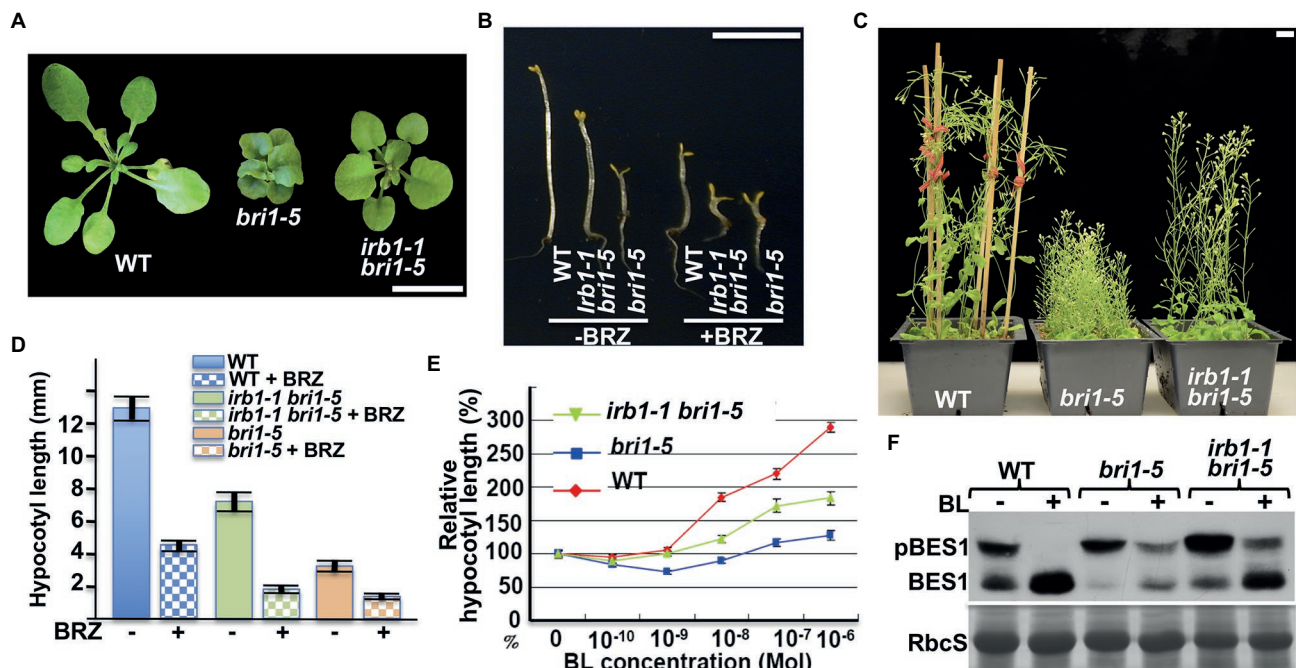 A
WT
bri1-5
irb1-1
bri1-5
B
WT
Irb1-1
bri1-5
bri1-5
WT
Irb1-1
bri1-5
bri1-5
-BRZ
+BRZ
C
WT
bri1-5
irb1-1
bri1-5
D
Hypocotyl length (mm)
12
8
6
4
2
BRZ - + - + - +
WT
WT + BRZ
irb1-1 bri1-5
irb1-1 bri1-5 + BRZ
bri1-5
bri1-5 + BRZ
E
Relative
hypocotyl length (%)
300
250
200
150
100
50
0
%
irb1-1 bri1-5
bri1-5
WT
0 10-10 10-9 10-8 10-7 10-6
BL concentration (Mol)
F
WT bri1-5 irb1-1
bri1-5
BL - + - + - +
pBES1
BES1
RbcS